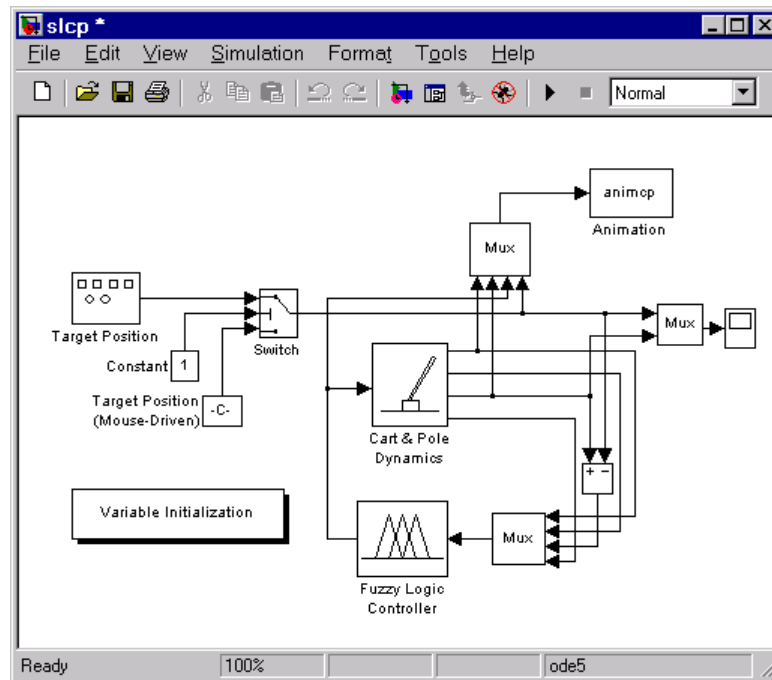 slcp *
File Edit View Simulation Format Tools Help
Normal
animcp
Animation
Mux
Target Position
Switch
Constant
1
Mux
Target Position
(Mouse-Driven)
-C-
Cart & Pole
Dynamics
+ −
Variable Initialization
Mux
Fuzzy Logic
Controller
Ready 100% ode5